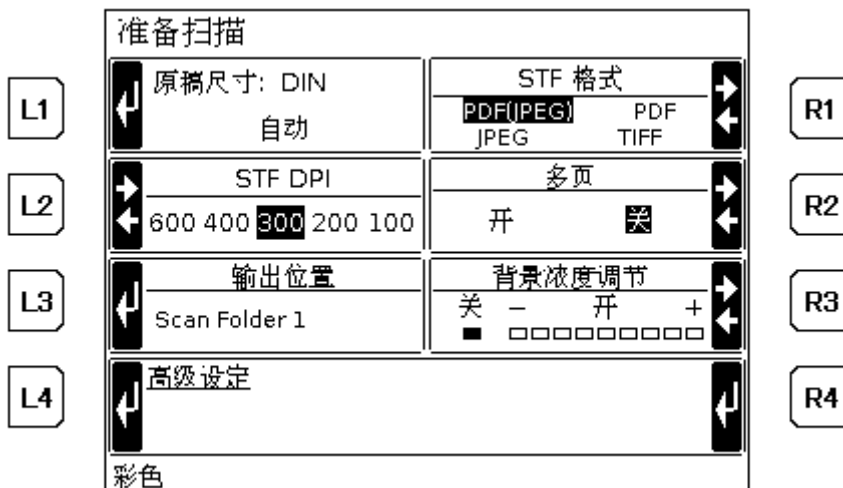 准备扫描
L1
原稿尺寸: DIN
自动
STF 格式
PDF(JPEG) PDF
JPEG TIFF
R1
L2
STF DPI
600 400 300 200 100
多页
开 关
R2
L3
输出位置
Scan Folder 1
背景浓度调节
关 − 开 +
R3
L4
高级设定
R4
彩色